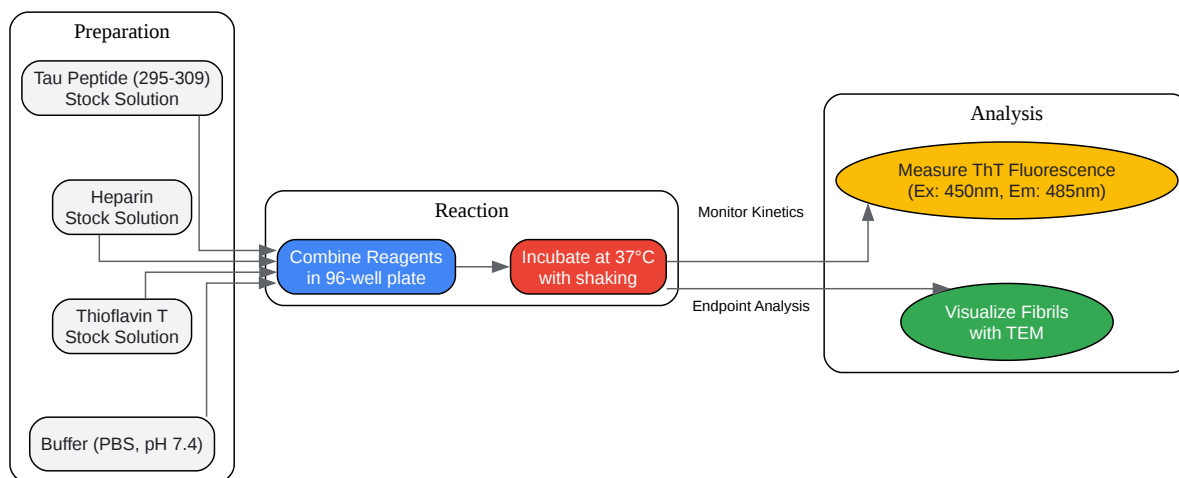 Preparation
Tau Peptide (295-309)
Stock Solution
Heparin
Stock Solution
Thioflavin T
Stock Solution
Buffer (PBS, pH 7.4)
Reaction
Combine Reagents
in 96-well plate
Incubate at 37°C
with shaking
Monitor Kinetics
Endpoint Analysis
Analysis
Measure ThT Fluorescence
(Ex: 450nm, Em: 485nm)
Visualize Fibrils
with TEM